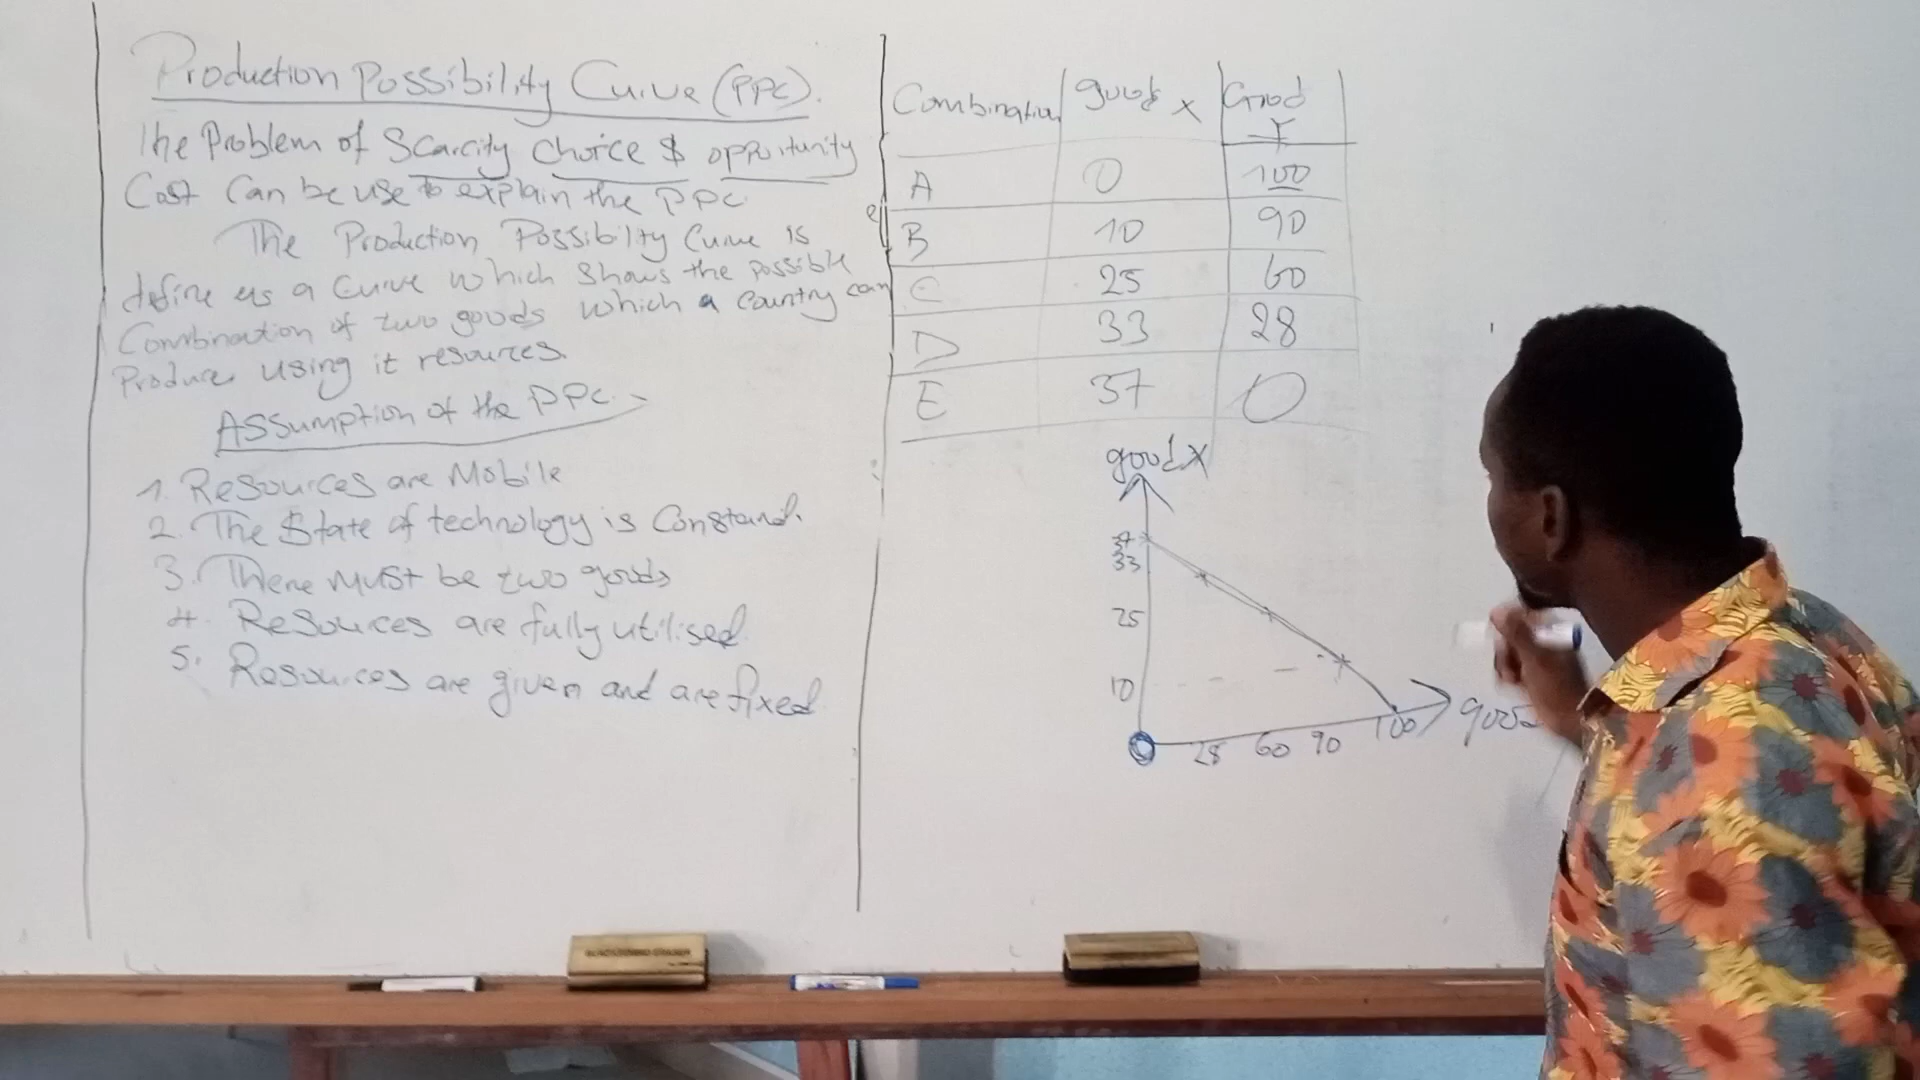 Production Possibility Curve (PPC).
The Problem of Scarcity Choice $ opportunity
Cost Can be use to explain the PPC
The Production Possibilty Curve is
define as a Curve which shows the possible
Combination of two goods which a country can
Produce using it resources.
Assumption of the PPC.
1. Resources are Mobile
2. The State of technology is Constand.
3. There must be two goods
4. Resources are fully utilised
5. Resources are given and are fixed
Combination good X Good Y
A 0 100
B 10 90
C 25 60
D 33 28
E 37 0
good X
37
33
25
10
0 28 60 90 100